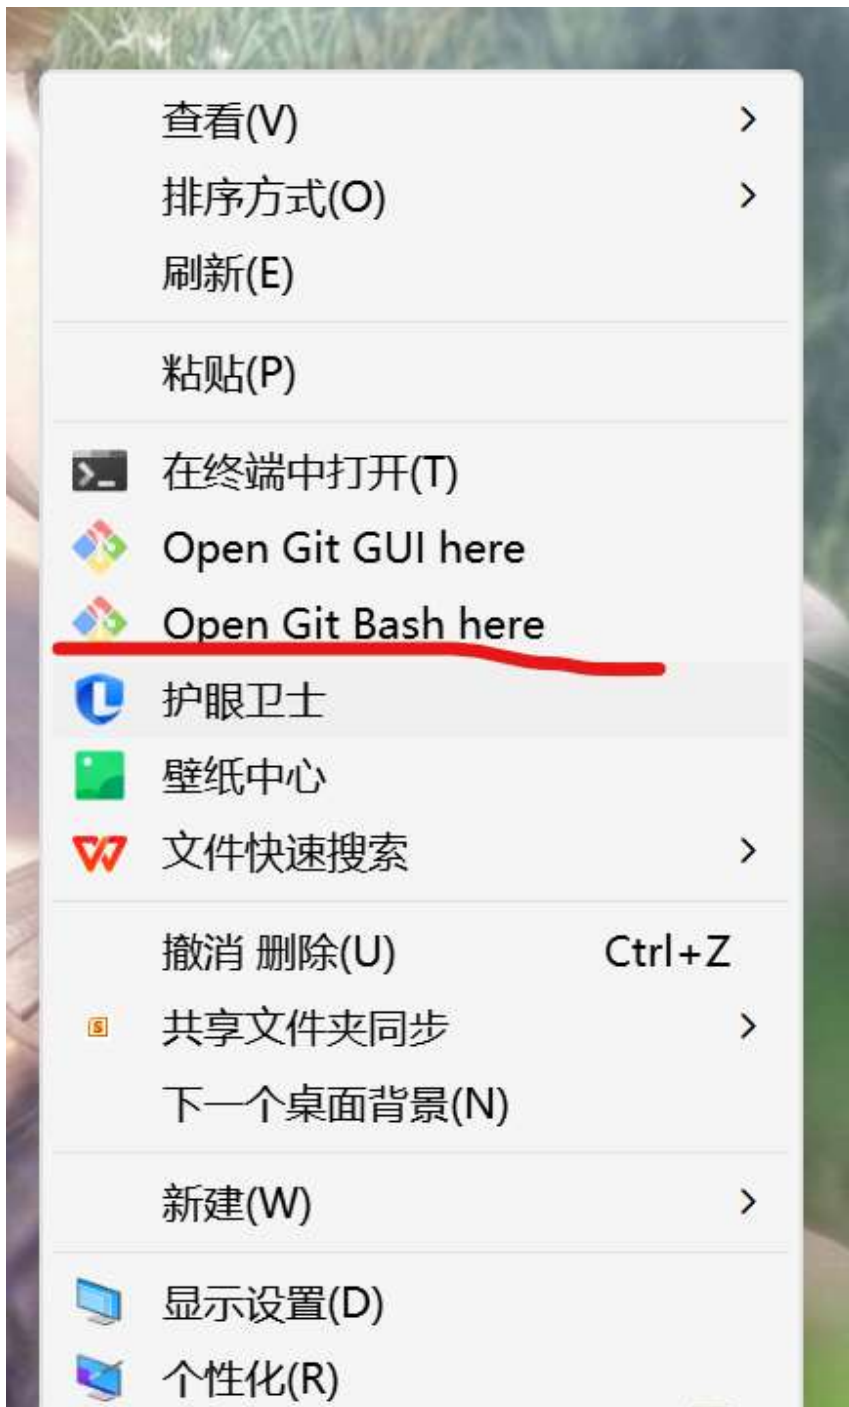 查看(V)
排序方式(O)
刷新(E)
粘贴(P)
在终端中打开(T)
Open Git GUI here
Open Git Bash here
护眼卫士
壁纸中心
文件快速搜索
撤消 删除(U) Ctrl+Z
共享文件夹同步
下一个桌面背景(N)
新建(W)
显示设置(D)
个性化(R)